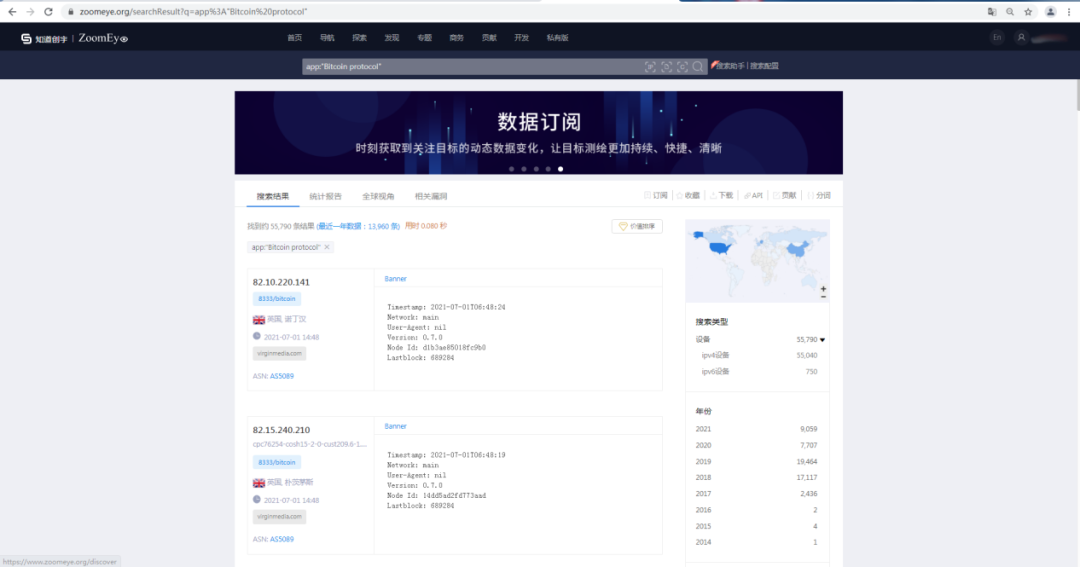 zoomeye.org/searchResult?q=app%3A"Bitcoin%20protocol"
知道创宇 | ZoomEye
首页 导航 探索 发现 专题 商务 贡献 开发 私有版
En
app:"Bitcoin protocol"
搜索助手 | 搜索配置
数据订阅
时刻获取到关注目标的动态数据变化，让目标测绘更加持续、快捷、清晰
搜索结果 统计报告 全球视角 相关漏洞
订阅 收藏 下载 API 贡献 分词
找到约 55,790 条结果 (最近一年数据：13,960 条) 用时 0.080 秒
价值排序
app:"Bitcoin protocol" ×
82.10.220.141
8333/bitcoin
英国, 诺丁汉
2021-07-01 14:48
virginmedia.com
ASN: AS5089
Banner
Timestamp: 2021-07-01T06:48:24
Network: main
User-Agent: nil
Version: 0.7.0
Node Id: d1b3ae85018fc9b0
Lastblock: 689284
82.15.240.210
cpc76254-cosh15-2-0-cust209.6-1....
8333/bitcoin
英国, 朴茨茅斯
2021-07-01 14:48
virginmedia.com
ASN: AS5089
Banner
Timestamp: 2021-07-01T06:48:19
Network: main
User-Agent: nil
Version: 0.7.0
Node Id: 14dd5ad2fd773aad
Lastblock: 689284
+
−
搜索类型
设备 55,790
ipv4设备 55,040
ipv6设备 750
年份
2021 9,059
2020 7,707
2019 19,464
2018 17,117
2017 2,436
2016 2
2015 4
2014 1
https://www.zoomeye.org/discover